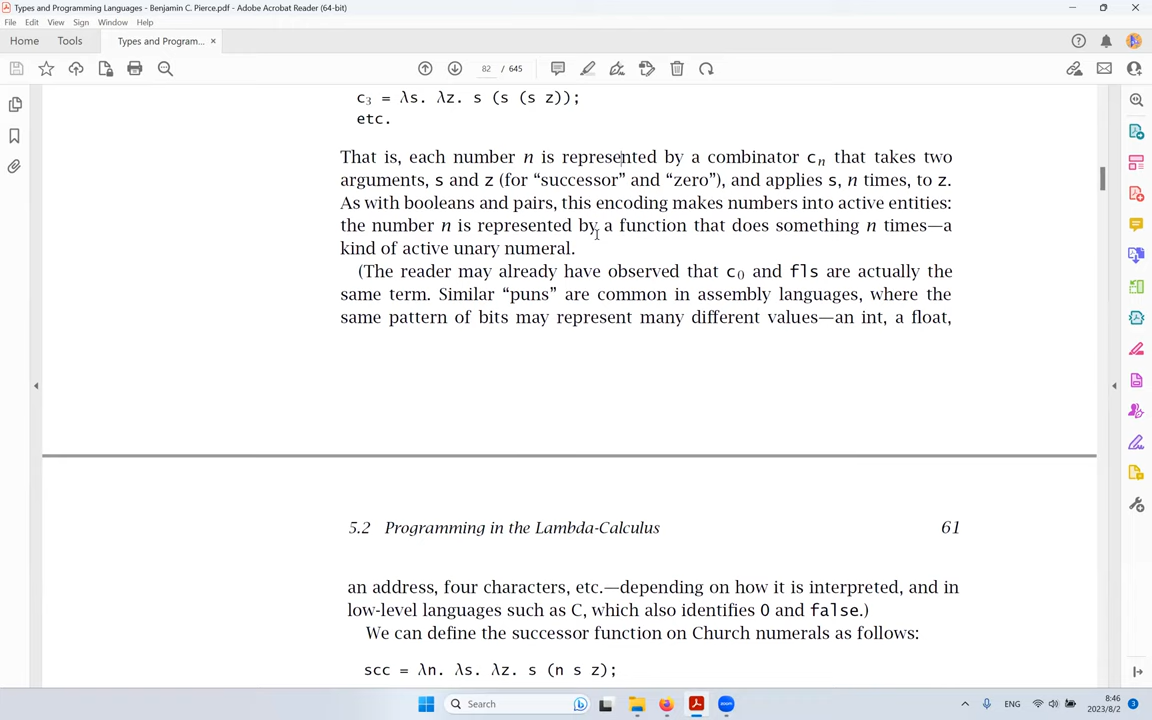 Types and Programming Languages - Benjamin C. Pierce.pdf - Adobe Acrobat Reader (64-bit)
File Edit View Sign Window Help
Home Tools Types and Program... ×
82 / 645
c3 = λs. λz. s (s (s z));
etc.
That is, each number n is represented by a combinator cn that takes two
arguments, s and z (for “successor” and “zero”), and applies s, n times, to z.
As with booleans and pairs, this encoding makes numbers into active entities:
the number n is represented by a function that does something n times—a
kind of active unary numeral.
(The reader may already have observed that c0 and fls are actually the
same term. Similar “puns” are common in assembly languages, where the
same pattern of bits may represent many different values—an int, a float,
5.2 Programming in the Lambda-Calculus 61
an address, four characters, etc.—depending on how it is interpreted, and in
low-level languages such as C, which also identifies 0 and false.)
We can define the successor function on Church numerals as follows:
scc = λn. λs. λz. s (n s z);
Search
zoom
ENG
8:46
2023/8/2
3